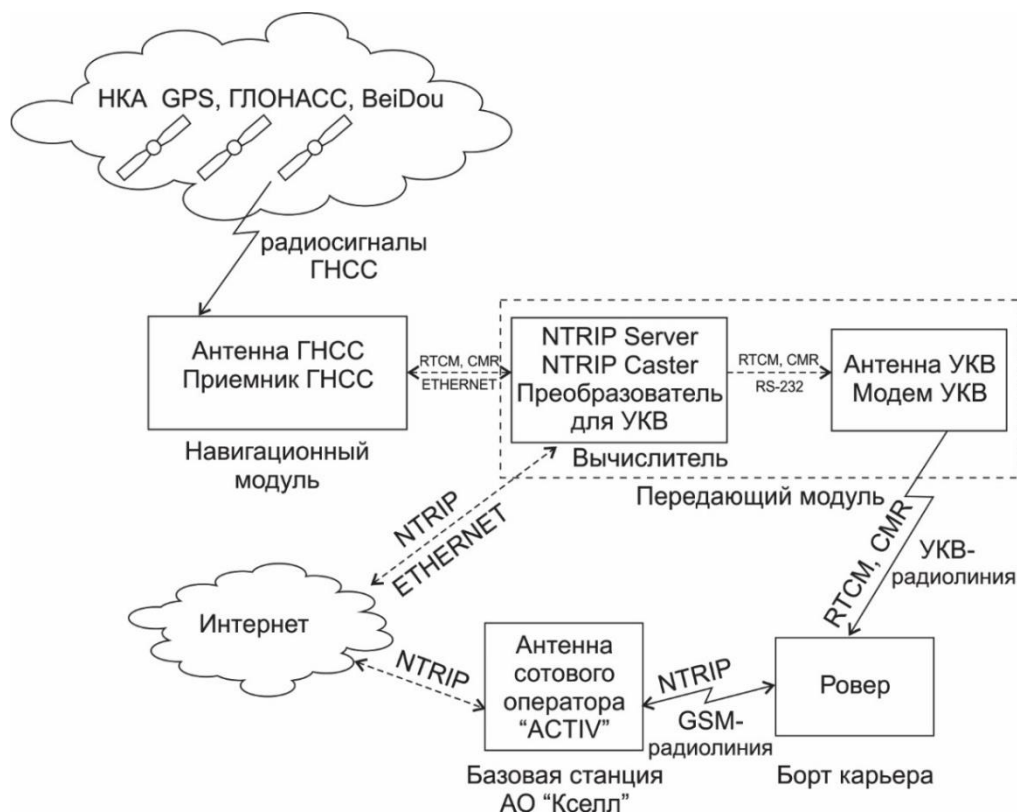 НКА GPS, ГЛОНАСС, BeiDou
радиосигналы
ГНСС
Антенна ГНСС
Приемник ГНСС
Навигационный
модуль
RTCM, CMR
ETHERNET
NTRIP Server
NTRIP Caster
Преобразователь
для УКВ
Вычислитель
RTCM, CMR
RS-232
Антенна УКВ
Модем УКВ
Передающий модуль
NTRIP
ETHERNET
RTCM, CMR
УКВ-
радиолиния
Интернет
NTRIP
Антенна
сотового
оператора
“ACTIV”
Базовая станция
АО “Кселл”
NTRIP
GSM-
радиолиния
Ровер
Борт карьера